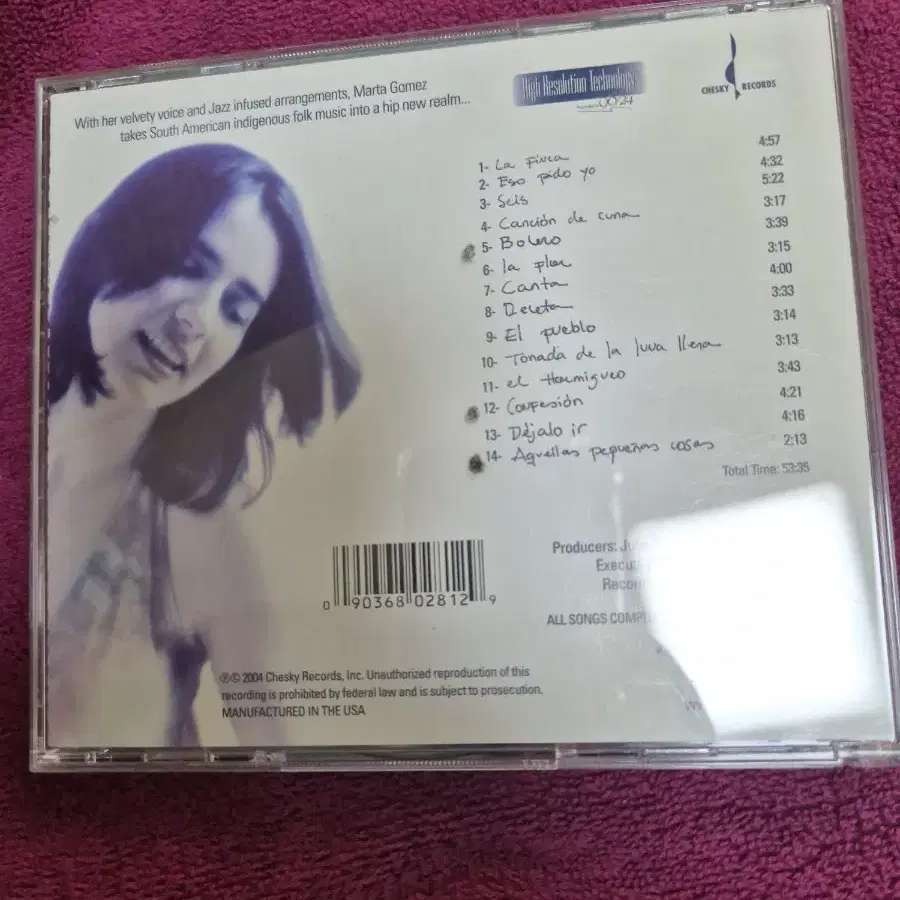 With her velvety voice and Jazz infused arrangements, Marta Gomez
takes South American indigenous folk music into a hip new realm...
High Resolution Technology
CHESKY RECORDS
1- La Finca 4:57
2- Eso pido yo 4:32
3- Seis 5:22
4- Canción de cuna 3:17
5- Bolero 3:39
6- la flor 3:15
7- Canta 4:00
8- 3:33
9- El pueblo 3:14
10- Tonada de la luna llena 3:13
11- el Hormiguero 3:43
12- Confesión 4:21
13- Déjalo ir 4:16
14- Aquellas pequeñas cosas 2:13
Total Time: 53:35
Producers:
ALL SONGS
0 90368 02812 9
℗© 2004 Chesky Records, Inc. Unauthorized reproduction of this
recording is prohibited by federal law and is subject to prosecution.
MANUFACTURED IN THE USA